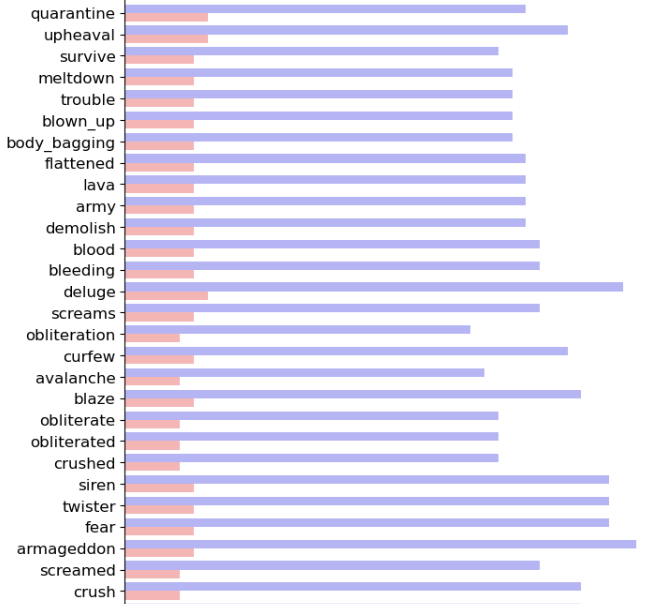 quarantine
upheaval
survive
meltdown
trouble
blown_up
body_bagging
flattened
lava
army
demolish
blood
bleeding
deluge
screams
obliteration
curfew
avalanche
blaze
obliterate
obliterated
crushed
siren
twister
fear
armageddon
screamed
crush